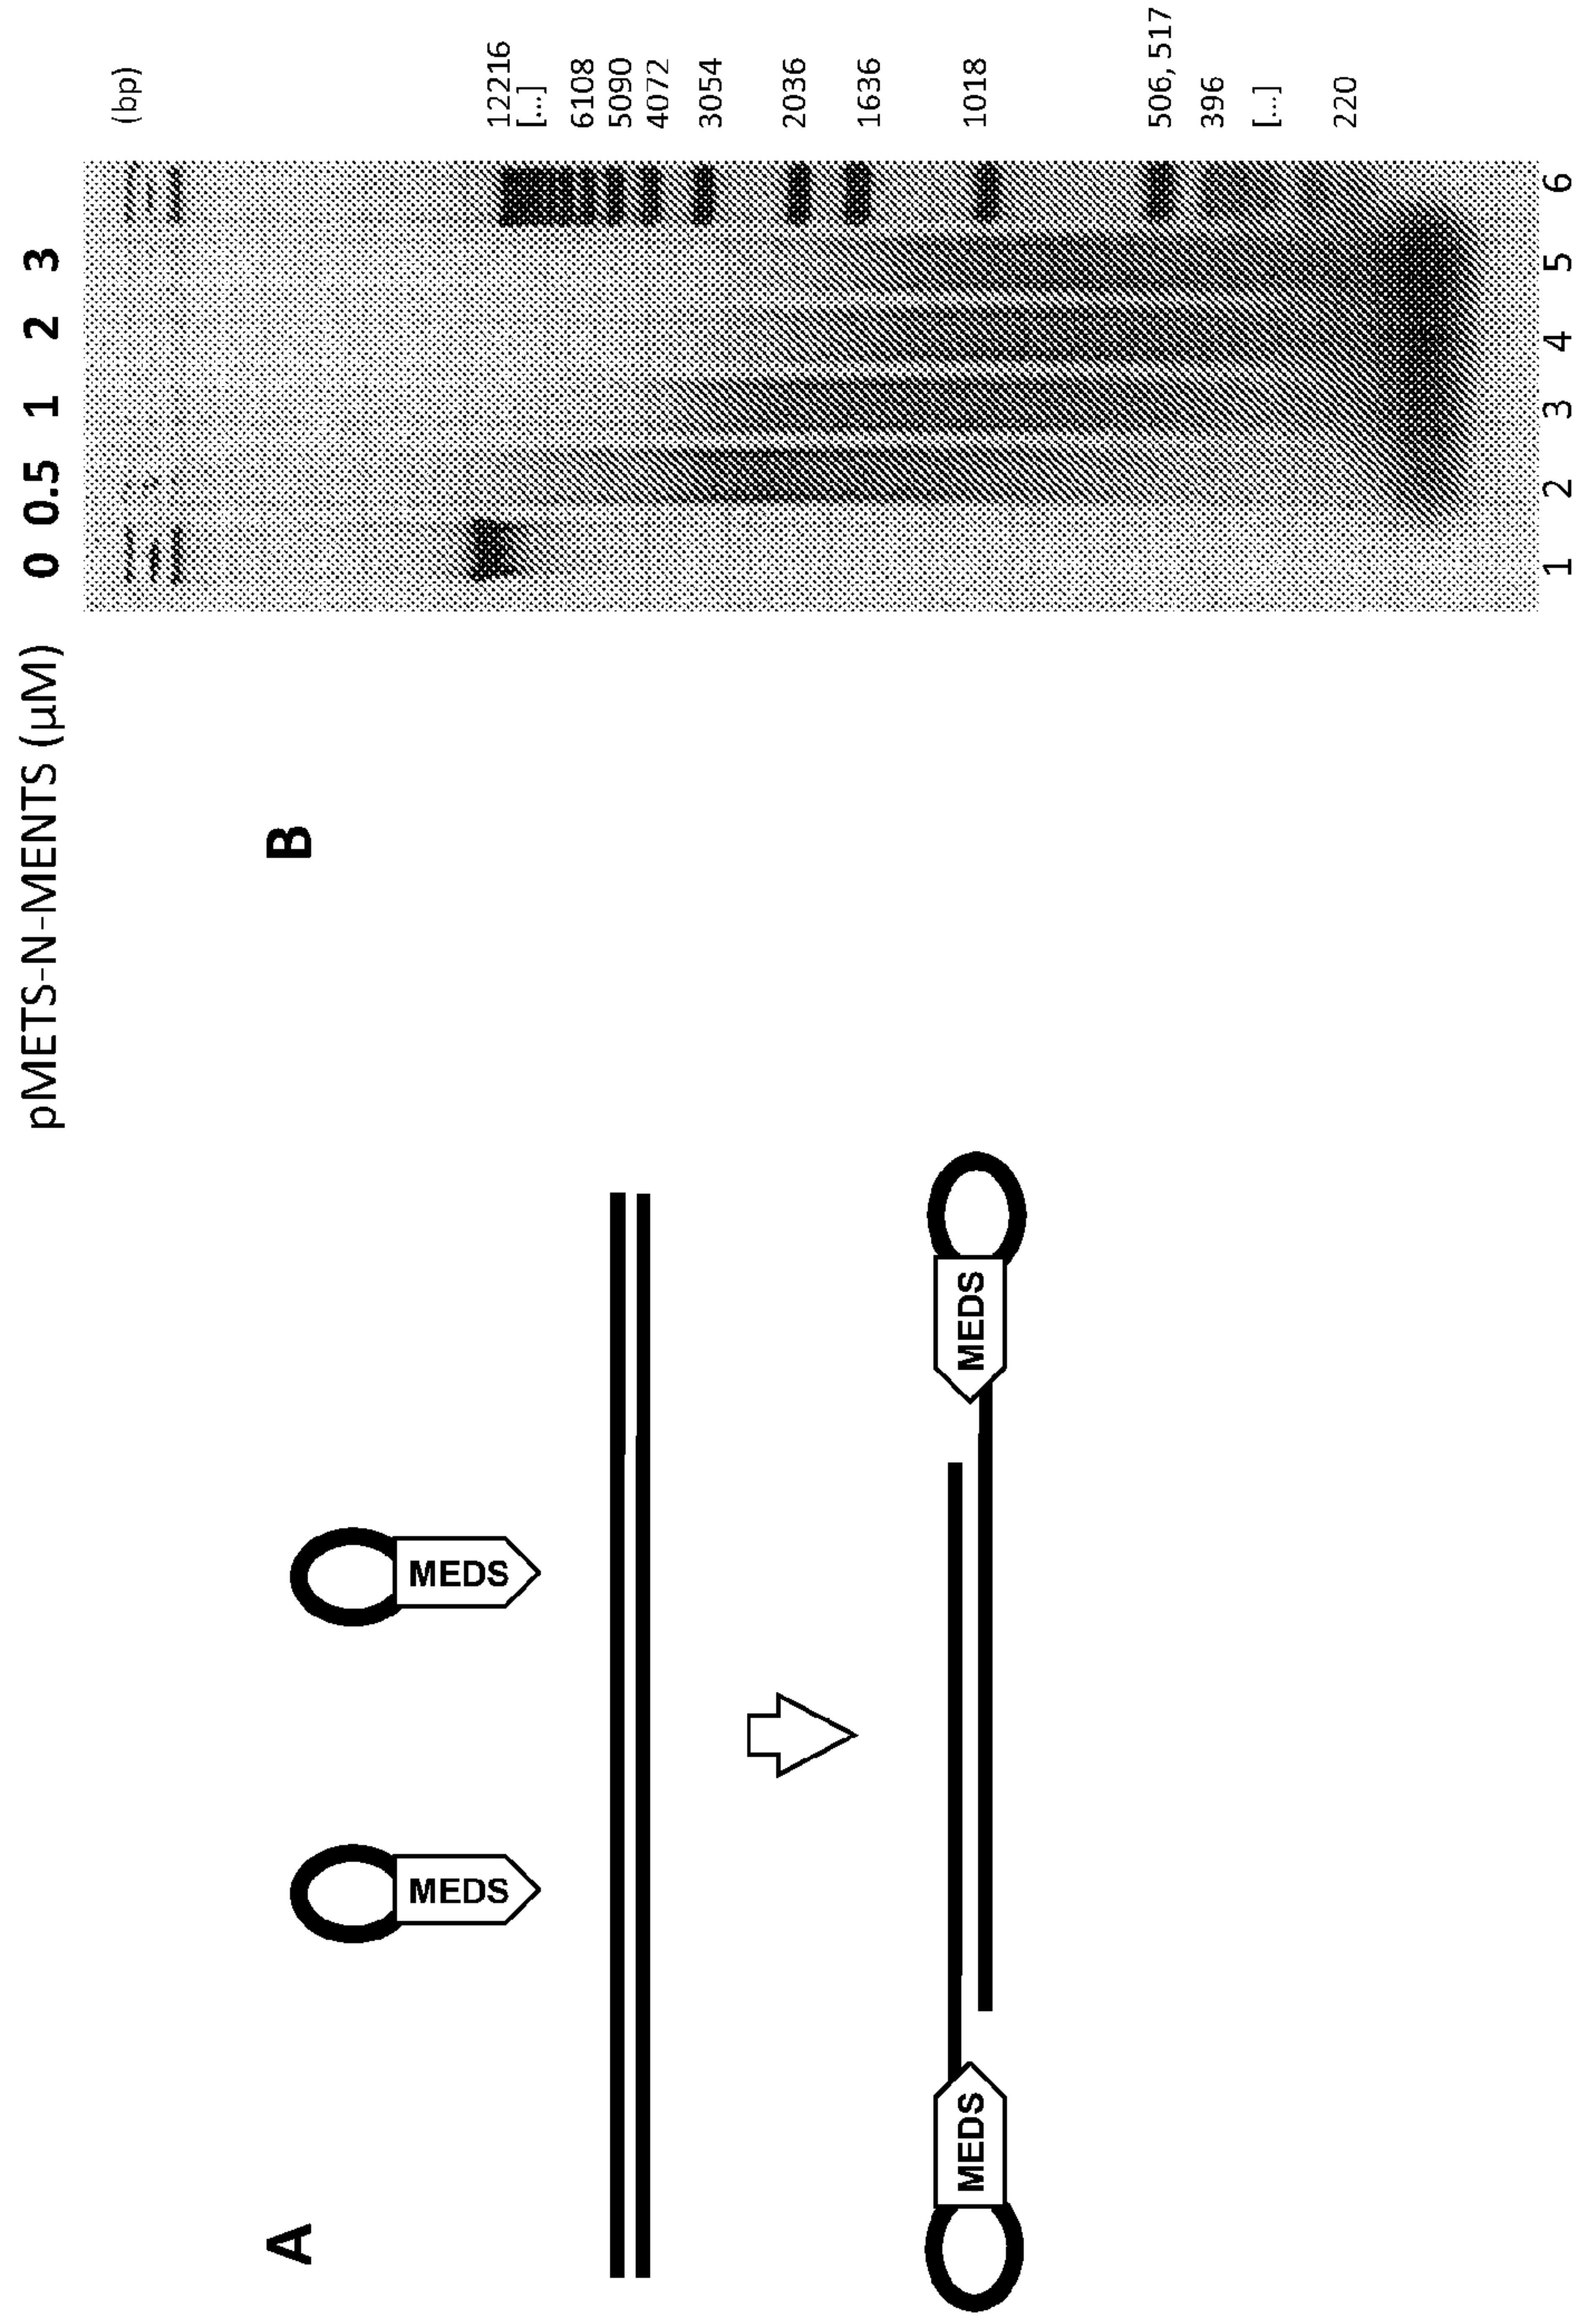 A
MEDS
MEDS
MEDS
MEDS
B
pMETS-N-MENTS (µM) 0 0.5 1 2 3
(bp)
12216
[...]
6108
5090
4072
3054
2036
1636
1018
506, 517
396
[...]
220
1 2 3 4 5 6